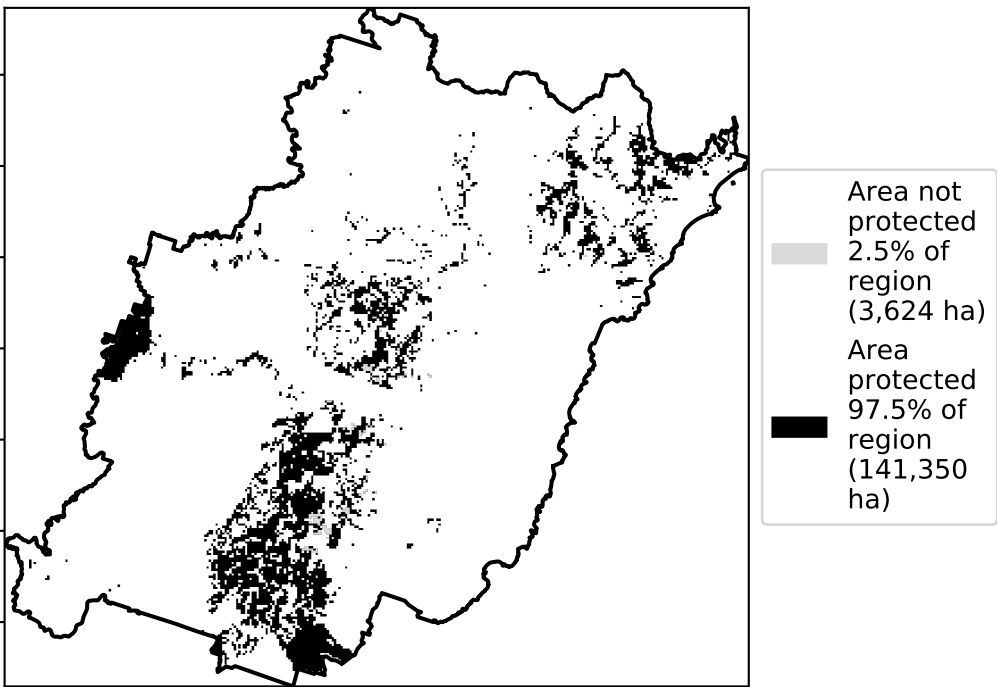 Area not
protected
2.5% of
region
(3,624 ha)
Area
protected
97.5% of
region
(141,350
ha)